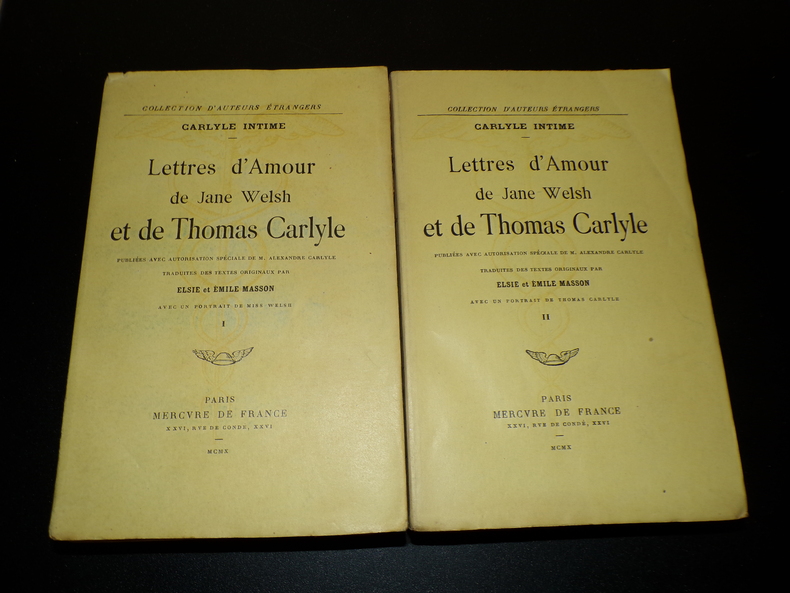 COLLECTION D'AUTEURS ÉTRANGERS
CARLYLE INTIME
Lettres d'Amour
de Jane Welsh
et de Thomas Carlyle
PUBLIÉES AVEC AUTORISATION SPÉCIALE DE M. ALEXANDRE CARLYLE
TRADUITES DES TEXTES ORIGINAUX PAR
ELSIE et ÉMILE MASSON
AVEC UN PORTRAIT DE MISS WELSH
I
PARIS
MERCVRE DE FRANCE
XXVI, RVE DE CONDÉ, XXVI
MCMX
COLLECTION D'AUTEURS ÉTRANGERS
CARLYLE INTIME
Lettres d'Amour
de Jane Welsh
et de Thomas Carlyle
PUBLIÉES AVEC AUTORISATION SPÉCIALE DE M. ALEXANDRE CARLYLE
TRADUITES DES TEXTES ORIGINAUX PAR
ELSIE et ÉMILE MASSON
AVEC UN PORTRAIT DE THOMAS CARLYLE
II
PARIS
MERCVRE DE FRANCE
XXVI, RVE DE CONDÉ, XXVI
MCMX